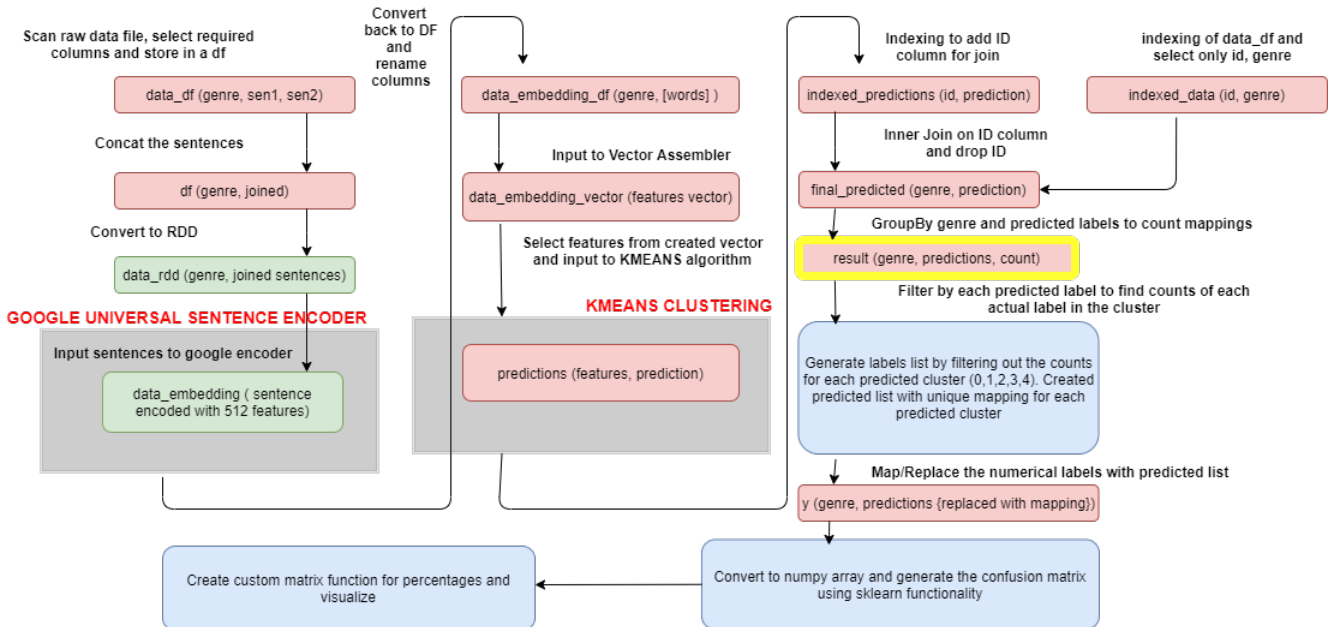 Scan raw data file, select required
columns and store in a df
data_df (genre, sen1, sen2)
Concat the sentences
df (genre, joined)
Convert to RDD
data_rdd (genre, joined sentences)
GOOGLE UNIVERSAL SENTENCE ENCODER
Input sentences to google encoder
data_embedding ( sentence
encoded with 512 features)
Convert
back to DF
and
rename
columns
data_embedding_df (genre, [words] )
Input to Vector Assembler
data_embedding_vector (features vector)
Select features from created vector
and input to KMEANS algorithm
KMEANS CLUSTERING
predictions (features, prediction)
Indexing to add ID
column for join
indexed_predictions (id, prediction)
indexing of data_df and
select only id, genre
indexed_data (id, genre)
Inner Join on ID column
and drop ID
final_predicted (genre, prediction)
GroupBy genre and predicted labels to count mappings
result (genre, predictions, count)
Filter by each predicted label to find counts of each
actual label in the cluster
Generate labels list by filtering out the counts
for each predicted cluster (0,1,2,3,4). Created
predicted list with unique mapping for each
predicted cluster
Map/Replace the numerical labels with predicted list
y (genre, predictions {replaced with mapping})
Convert to numpy array and generate the confusion matrix
using sklearn functionality
Create custom matrix function for percentages and
visualize